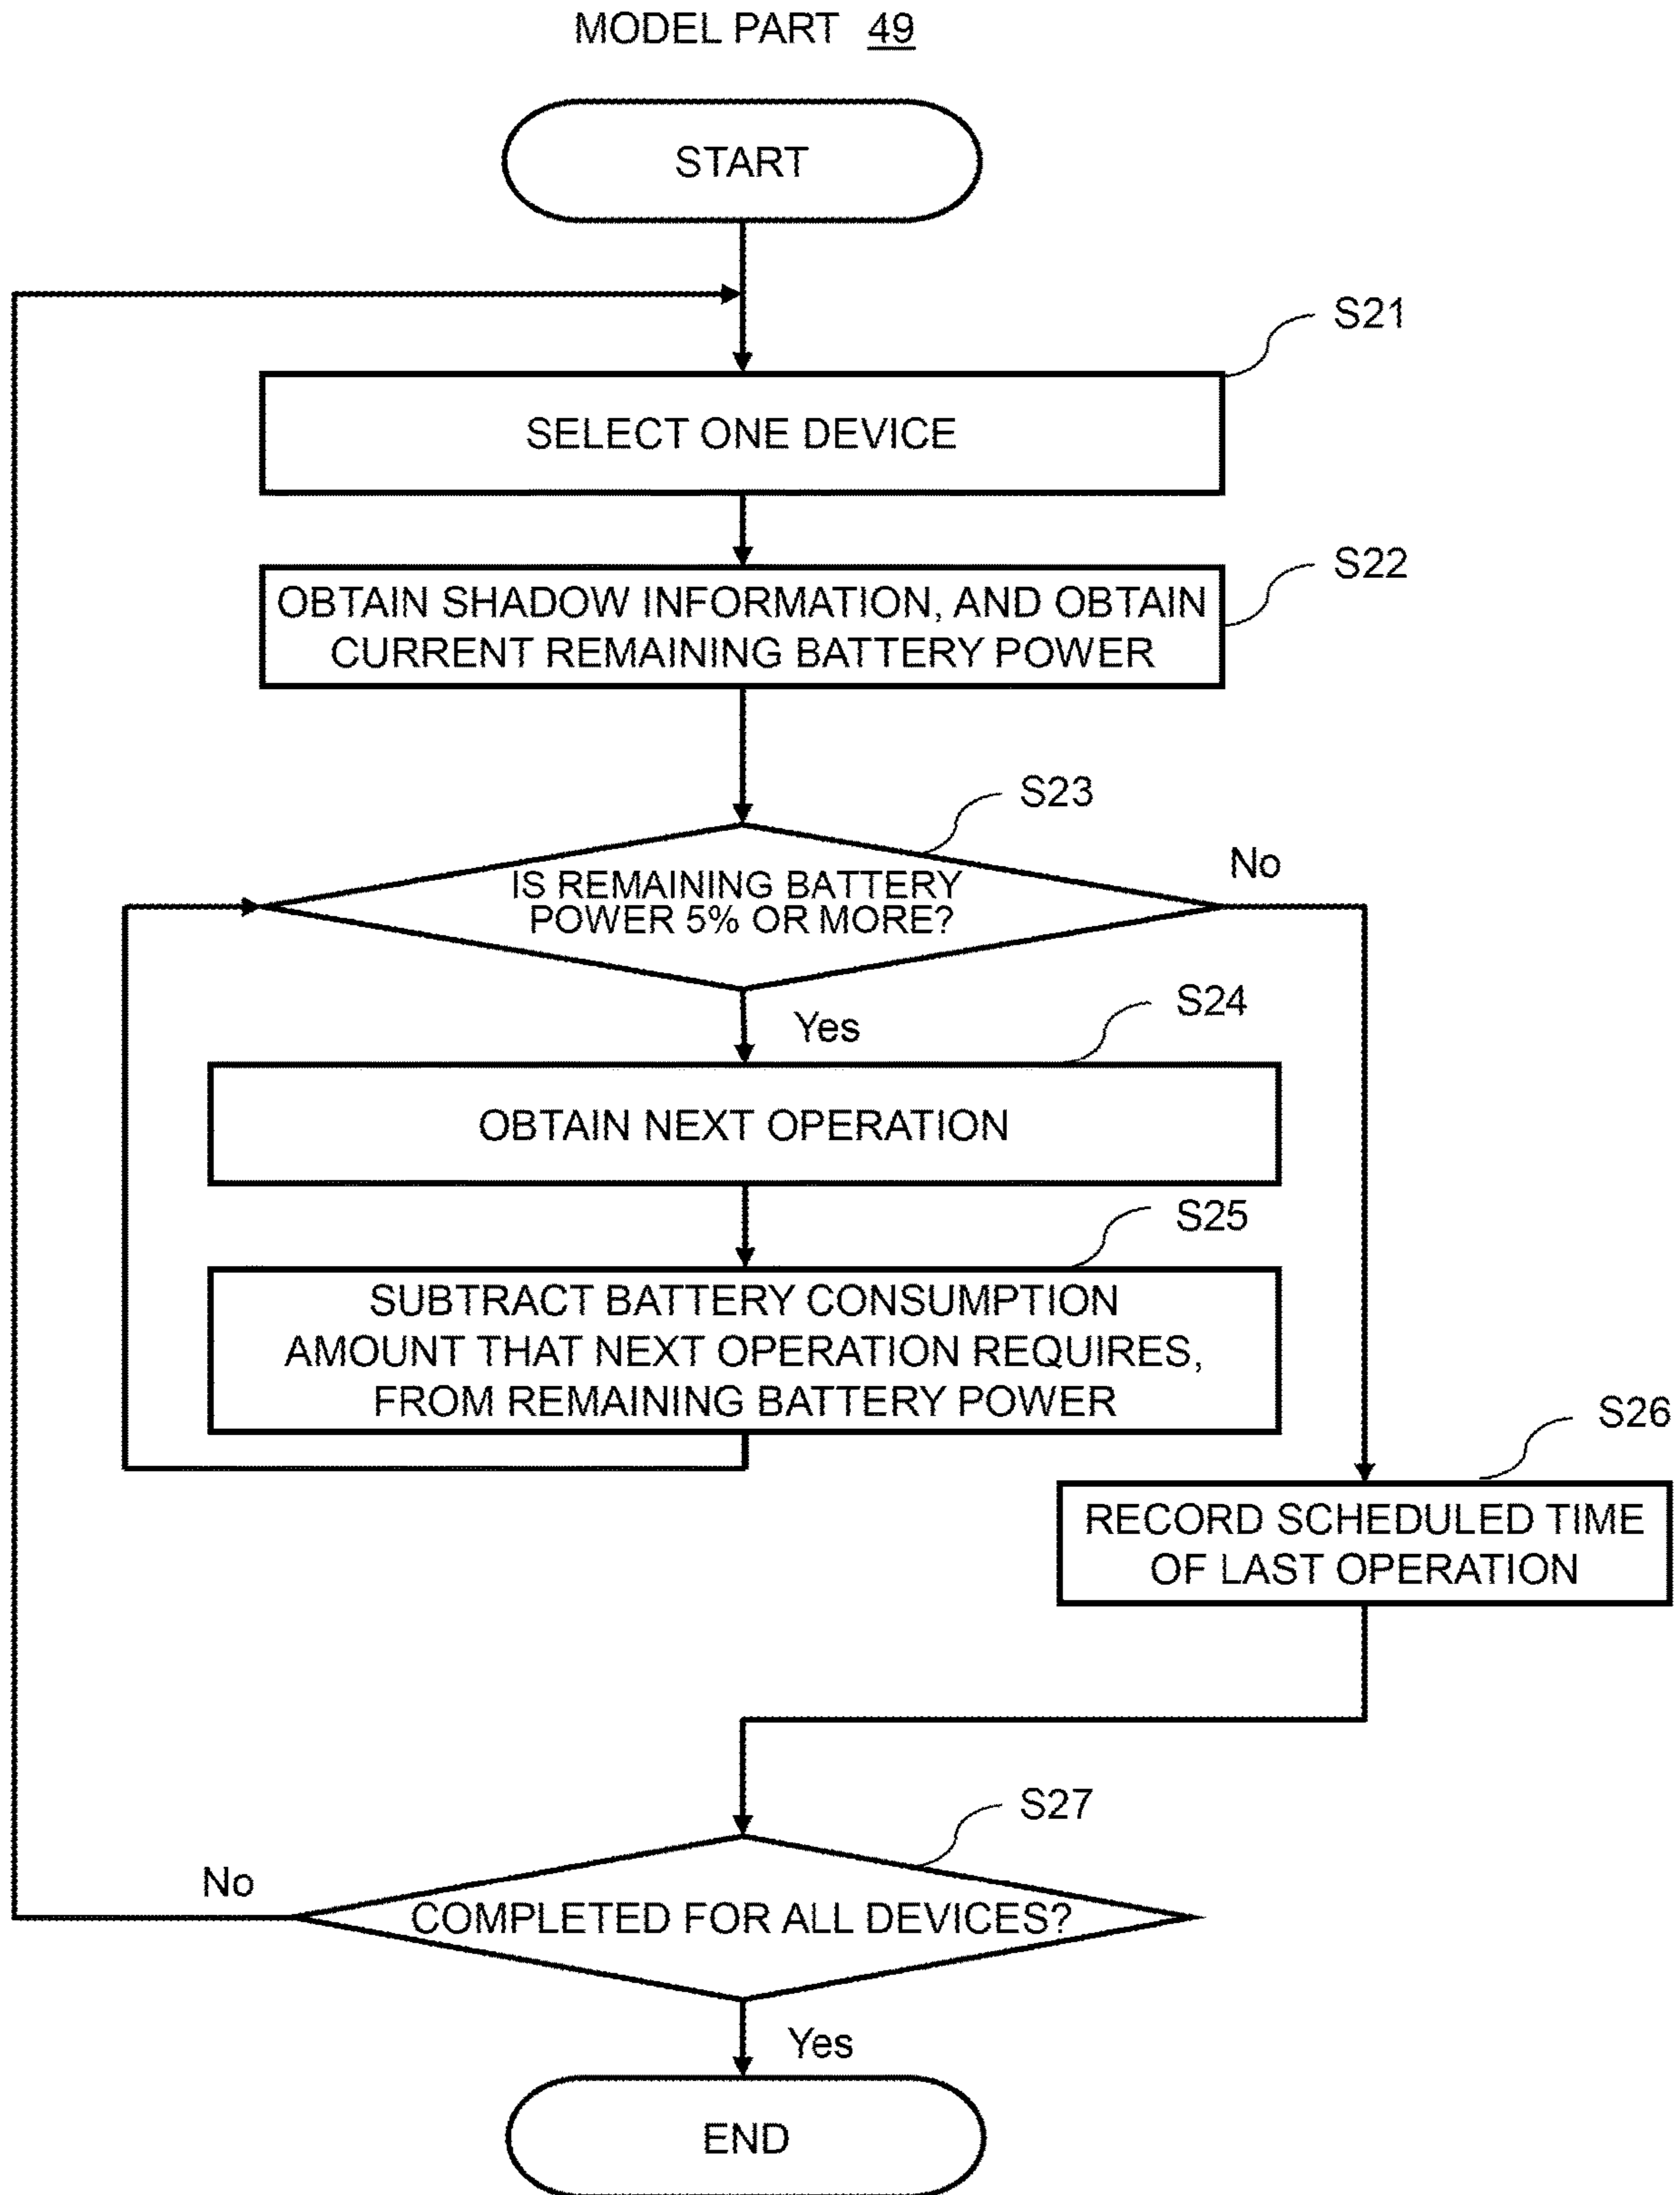 MODEL PART 49
START
S21
SELECT ONE DEVICE
S22
OBTAIN SHADOW INFORMATION, AND OBTAIN
CURRENT REMAINING BATTERY POWER
S23
IS REMAINING BATTERY
POWER 5% OR MORE?
No
Yes
S24
OBTAIN NEXT OPERATION
S25
SUBTRACT BATTERY CONSUMPTION
AMOUNT THAT NEXT OPERATION REQUIRES,
FROM REMAINING BATTERY POWER
S26
RECORD SCHEDULED TIME
OF LAST OPERATION
S27
No
COMPLETED FOR ALL DEVICES?
Yes
END